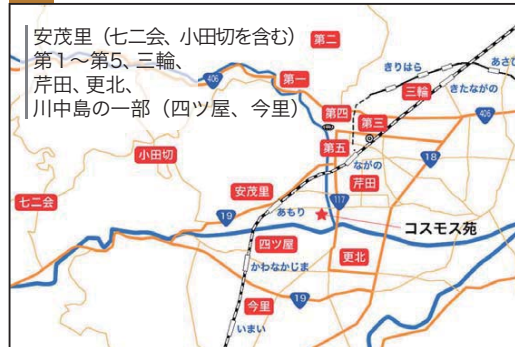 安茂里（七二会、小田切を含む）
第１～第5、三輪、
芹田、更北、
川中島の一部（四ツ屋、今里）
第二
きりはら
あさひ
406
第一
三輪
きたながの
第四
第三
406
小田切
第五
ながの
18
芹田
安茂里
七二会
117
19
あもり
コスモス苑
四ツ屋
更北
かわなかじま
今里
19
いまい